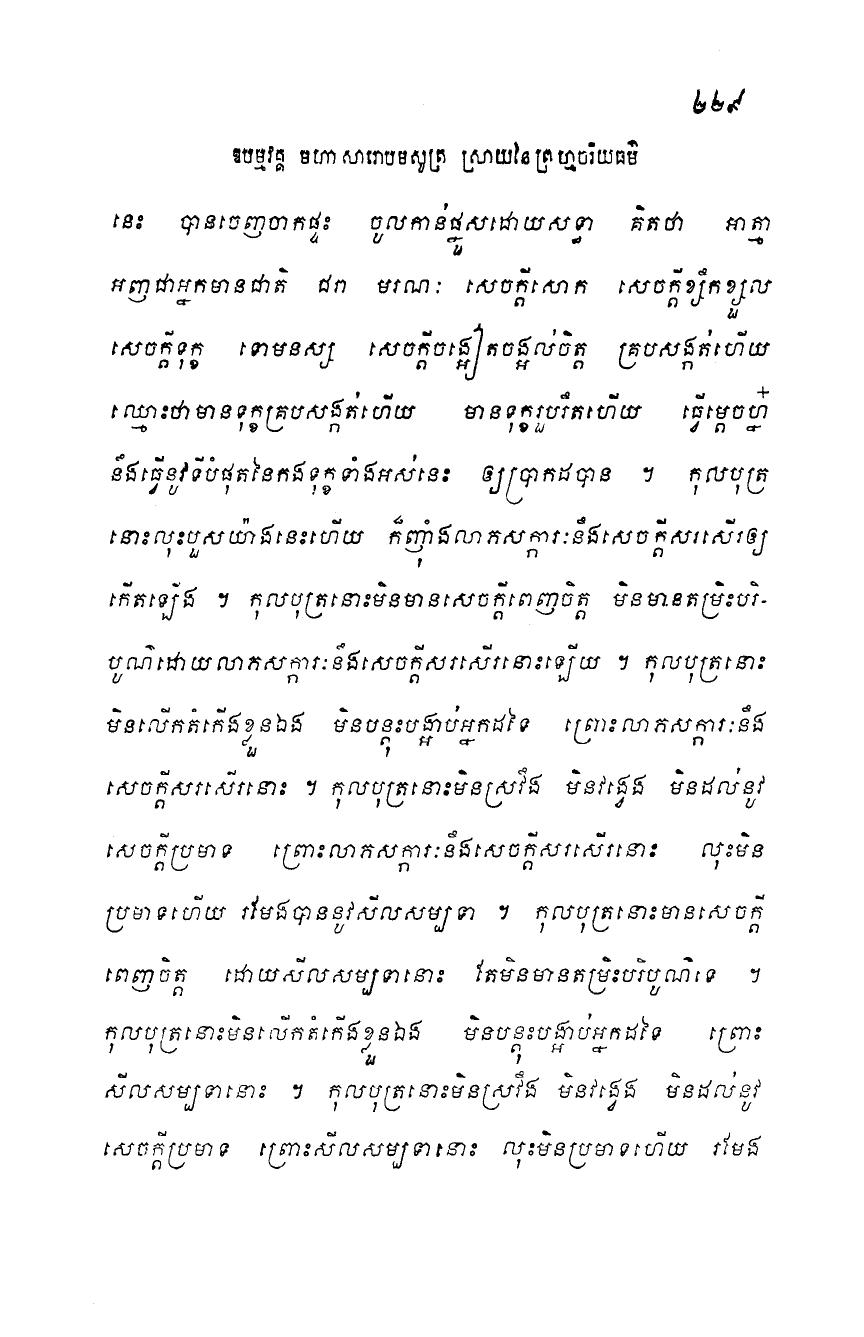 ២២៩
ឧបម្មវគ្គ មហាសារោបមសូត្រ ស្រាយនៃព្រហ្មចរិយធម៌
នេះ បានចេញចាកផ្ទះ ចូលកាន់ផ្នួសដោយសទ្ធា គិតថា អាត្មា
អញជាអ្នកមានជាតិ ជរា មរណៈ សេចក្តីសោក សេចក្តីខ្សឹកខ្សួល
សេចក្តីទុក្ខ ទោមនស្ស សេចក្តីចង្អៀតចង្អល់ចិត្ត គ្របសង្កត់ហើយ
ឈ្មោះថាមានទុក្ខគ្របសង្កត់ហើយ មានទុក្ខរួបរឹតហើយ ធ្វើម្តេចហ្ន៎
នឹងធ្វើនូវទីបំផុតនៃកងទុក្ខទាំងអស់នេះ ឲ្យប្រាកដបាន ។ កុលបុត្រ
នោះលុះបួសយ៉ាងនេះហើយ ក៏ញុំាងលាភសក្ការៈនឹងសេចក្តីសរសើរឲ្យ
កើតឡើង ។ កុលបុត្រនោះមិនមានសេចក្តីពេញចិត្ត មិនមានតម្រិះបរិ-
បូណ៌ដោយលាភសក្ការៈនឹងសេចក្តីសរសើរនោះឡើយ ។ កុលបុត្រនោះ
មិនលើកតំកើងខ្លួនឯង មិនបន្តុះបង្អាប់អ្នកដទៃ ព្រោះលាភសក្ការៈនឹង
សេចក្តីសរសើរនោះ ។ កុលបុត្រនោះមិនស្រវឹង មិនវង្វេង មិនដល់នូវ
សេចក្តីប្រមាទ ព្រោះលាភសក្ការៈនឹងសេចក្តីសរសើរនោះ លុះមិន
ប្រមាទហើយ រមែងបាននូវសីលសម្បទា ។ កុលបុត្រនោះមានសេចក្តី
ពេញចិត្ត ដោយសីលសម្បទានោះ តែមិនមានតម្រិះបរិបូណ៌ទេ ។
កុលបុត្រនោះមិនលើកតំកើងខ្លួនឯង មិនបន្តុះបង្អាប់អ្នកដទៃ ព្រោះ
សីលសម្បទានោះ ។ កុលបុត្រនោះមិនស្រវឹង មិនវង្វេង មិនដល់នូវ
សេចក្តីប្រមាទ ព្រោះសីលសម្បទានោះ លុះមិនប្រមាទហើយ រមែង